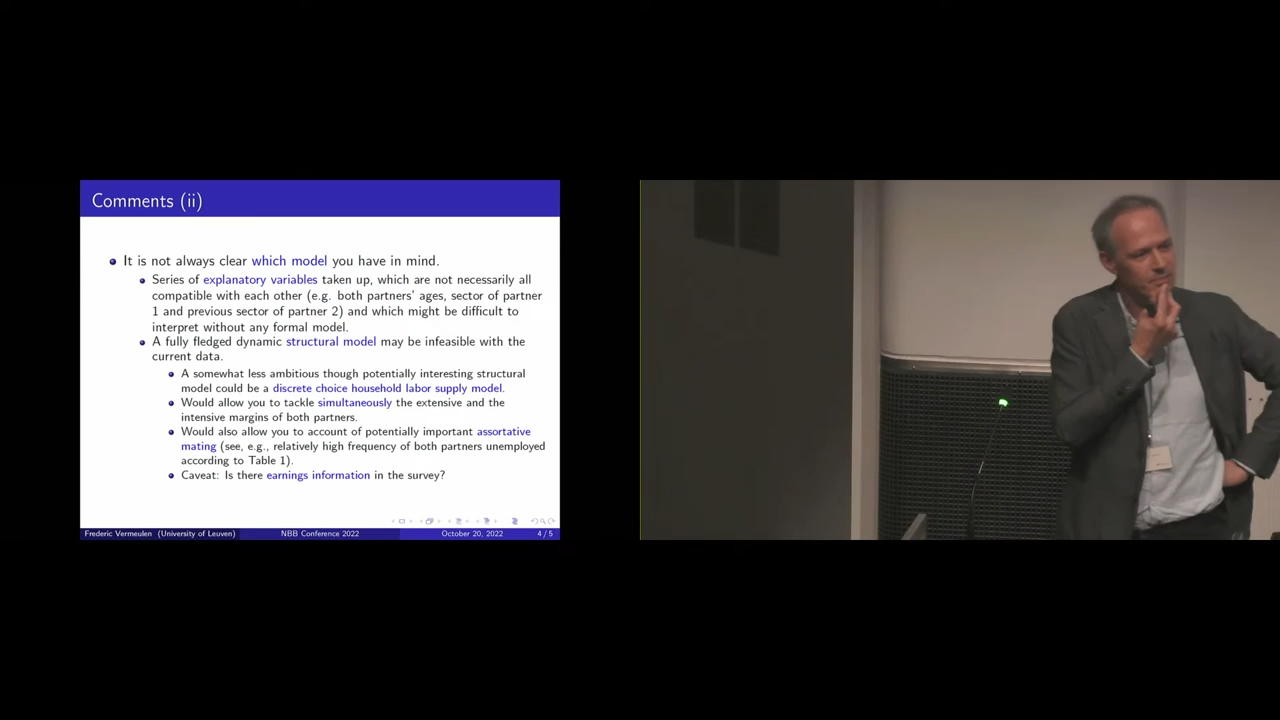 Comments (ii)
It is not always clear which model you have in mind.
Series of explanatory variables taken up, which are not necessarily all
compatible with each other (e.g. both partners' ages, sector of partner
1 and previous sector of partner 2) and which might be difficult to
interpret without any formal model.
A fully fledged dynamic structural model may be infeasible with the
current data.
A somewhat less ambitious though potentially interesting structural
model could be a discrete choice household labor supply model.
Would allow you to tackle simultaneously the extensive and the
intensive margins of both partners.
Would also allow you to account of potentially important assortative
mating (see, e.g., relatively high frequency of both partners unemployed
according to Table 1).
Caveat: Is there earnings information in the survey?
Frederic Vermeulen (University of Leuven) NBB Conference 2022 October 20, 2022 4 / 5